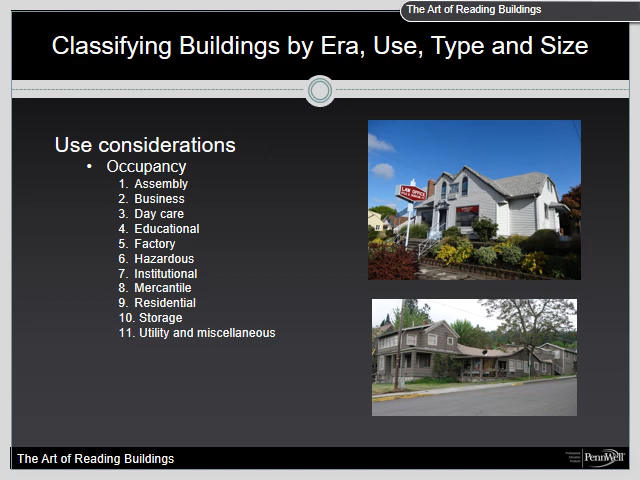 The Art of Reading Buildings
Classifying Buildings by Era, Use, Type and Size
Use considerations
• Occupancy
1. Assembly
2. Business
3. Day care
4. Educational
5. Factory
6. Hazardous
7. Institutional
8. Mercantile
9. Residential
10. Storage
11. Utility and miscellaneous
LAW OFFICE
The Art of Reading Buildings
PennWell